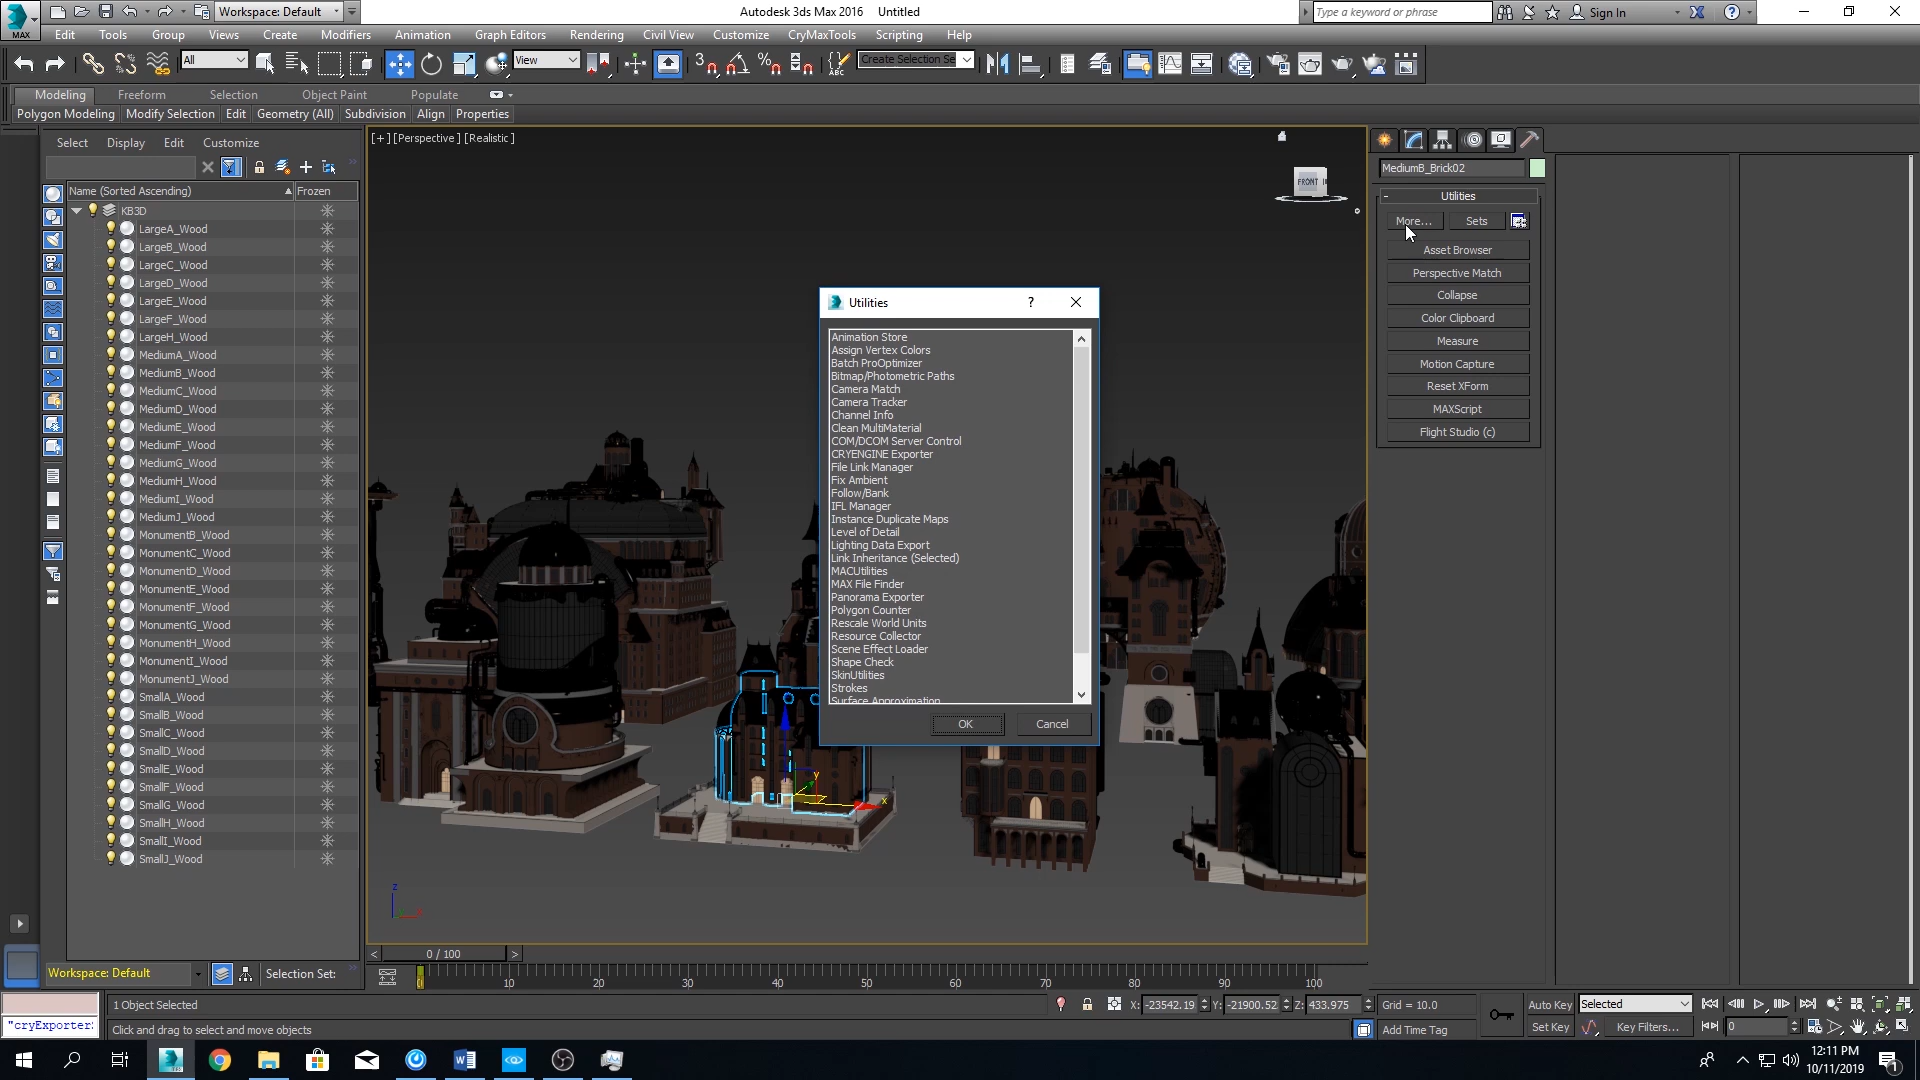 Workspace: Default
Autodesk 3ds Max 2016 Untitled
Type a keyword or phrase
Sign In
MAX
Edit Tools Group Views Create Modifiers Animation Graph Editors Rendering Civil View Customize CryMaxTools Scripting Help
All
View
Create Selection Se
Modeling Freeform Selection Object Paint Populate
Polygon Modeling Modify Selection Edit Geometry (All) Subdivision Align Properties
Select Display Edit Customize
Name (Sorted Ascending) Frozen
KB3D
LargeA_Wood
LargeB_Wood
LargeC_Wood
LargeD_Wood
LargeE_Wood
LargeF_Wood
LargeH_Wood
MediumA_Wood
MediumB_Wood
MediumC_Wood
MediumD_Wood
MediumE_Wood
MediumF_Wood
MediumG_Wood
MediumH_Wood
MediumI_Wood
MediumJ_Wood
MonumentB_Wood
MonumentC_Wood
MonumentD_Wood
MonumentE_Wood
MonumentF_Wood
MonumentG_Wood
MonumentH_Wood
MonumentI_Wood
MonumentJ_Wood
SmallA_Wood
SmallB_Wood
SmallC_Wood
SmallD_Wood
SmallE_Wood
SmallF_Wood
SmallG_Wood
SmallH_Wood
SmallI_Wood
SmallJ_Wood
[+] [Perspective] [Realistic]
FRONT
Utilities
Animation Store
Assign Vertex Colors
Batch ProOptimizer
Bitmap/Photometric Paths
Camera Match
Camera Tracker
Channel Info
Clean MultiMaterial
COM/DCOM Server Control
CRYENGINE Exporter
File Link Manager
Fix Ambient
Follow/Bank
IFL Manager
Instance Duplicate Maps
Level of Detail
Lighting Data Export
Link Inheritance (Selected)
MACUtilities
MAX File Finder
Panorama Exporter
Polygon Counter
Rescale World Units
Resource Collector
Scene Effect Loader
Shape Check
SkinUtilities
Strokes
Surface Approximation
OK Cancel
x
y
z
MediumB_Brick02
Utilities
More... Sets
Asset Browser
Perspective Match
Collapse
Color Clipboard
Measure
Motion Capture
Reset XForm
MAXScript
Flight Studio (c)
0 / 100
Workspace: Default
Selection Set:
10 20 30 40 50 60 70 80 90 100
1 Object Selected
X: -23542.19 Y: -21900.52 Z: 433.975
Grid = 10.0
Auto Key Selected
"cryExporter:
Click and drag to select and move objects
Add Time Tag
Set Key Key Filters... 0
12:11 PM
10/11/2019
1